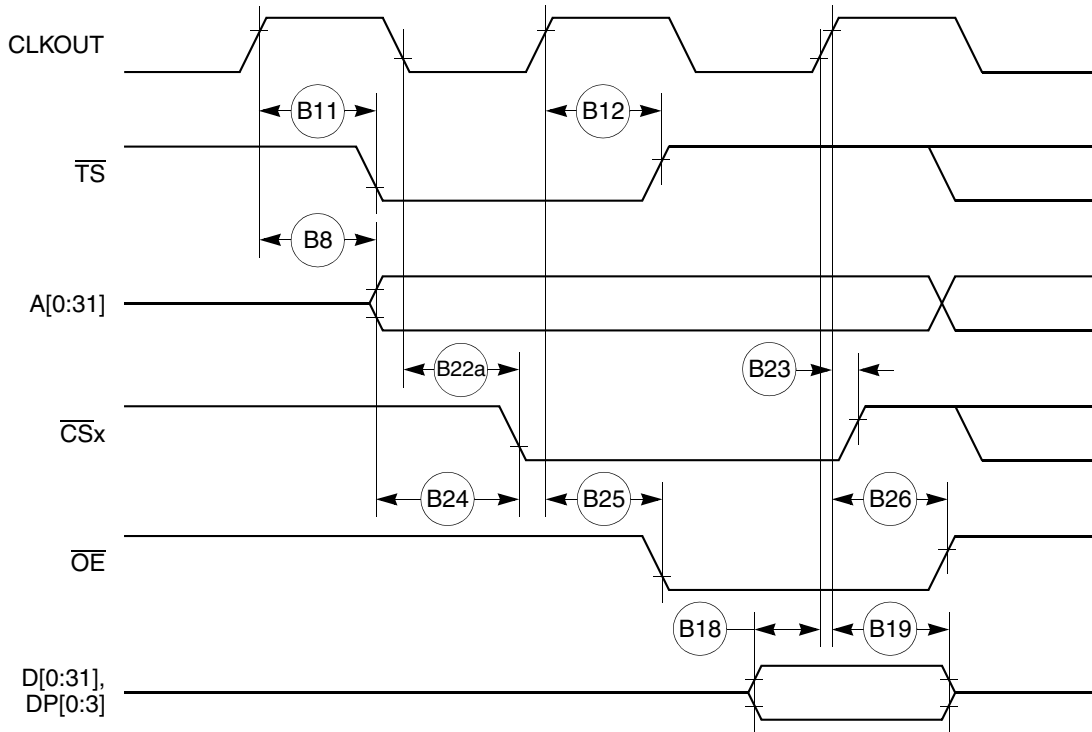 CLKOUT
B11
B12
TS
B8
A[0:31]
B22a
B23
CSx
B24
B25
B26
OE
B18
B19
D[0:31],
DP[0:3]